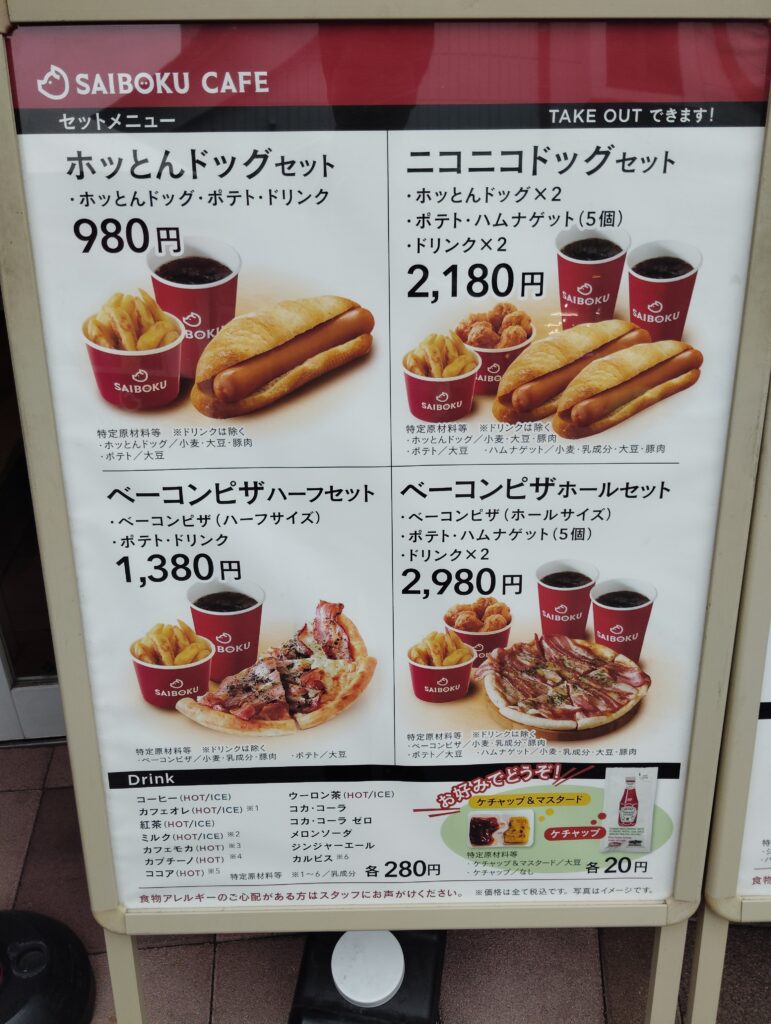 SAIBOKU CAFE
セットメニュー
TAKE OUT できます!
ホッとんドッグセット
・ホッとんドッグ・ポテト・ドリンク
980円
SAIBOKU
SAIBOKU
特定原材料等 ※ドリンクは除く
・ホッとんドッグ/小麦・大豆・豚肉
・ポテト/大豆
ニコニコドッグセット
・ホッとんドッグ×2
・ポテト・ハムナゲット(5個)
・ドリンク×2
2,180円
SAIBOKU
SAIBOKU
SAIBOKU
SAIBOKU
特定原材料等 ※ドリンクは除く
・ホッとんドッグ/小麦・大豆・豚肉
・ポテト/大豆 ・ハムナゲット/小麦・乳成分・大豆・豚肉
ベーコンピザハーフセット
・ベーコンピザ(ハーフサイズ)
・ポテト・ドリンク
1,380円
SAIBOKU
SAIBOKU
特定原材料等 ※ドリンクは除く
・ベーコンピザ/小麦・乳成分・豚肉 ・ポテト/大豆
ベーコンピザホールセット
・ベーコンピザ(ホールサイズ)
・ポテト・ハムナゲット(5個)
・ドリンク×2
2,980円
SAIBOKU
SAIBOKU
SAIBOKU
特定原材料等 ※ドリンクは除く
・ベーコンピザ/小麦・乳成分・豚肉
・ポテト/大豆 ・ハムナゲット/小麦・乳成分・大豆・豚肉
Drink
コーヒー(HOT/ICE)
カフェオレ(HOT/ICE)※1
紅茶(HOT/ICE)
ミルク(HOT/ICE)※2
カフェモカ(HOT)※3
カプチーノ(HOT)※4
ココア(HOT)※5
ウーロン茶(HOT/ICE)
コカ・コーラ
コカ・コーラ ゼロ
メロンソーダ
ジンジャーエール
カルピス※6
特定原材料等 ※1〜6/乳成分
各280円
お好みでどうぞ!
ケチャップ&マスタード
ケチャップ
特定原材料等
・ケチャップ&マスタード/大豆
・ケチャップ/なし
各20円
食物アレルギーのご心配がある方はスタッフにお声がけください。 ※価格は全て税込です。写真はイメージです。